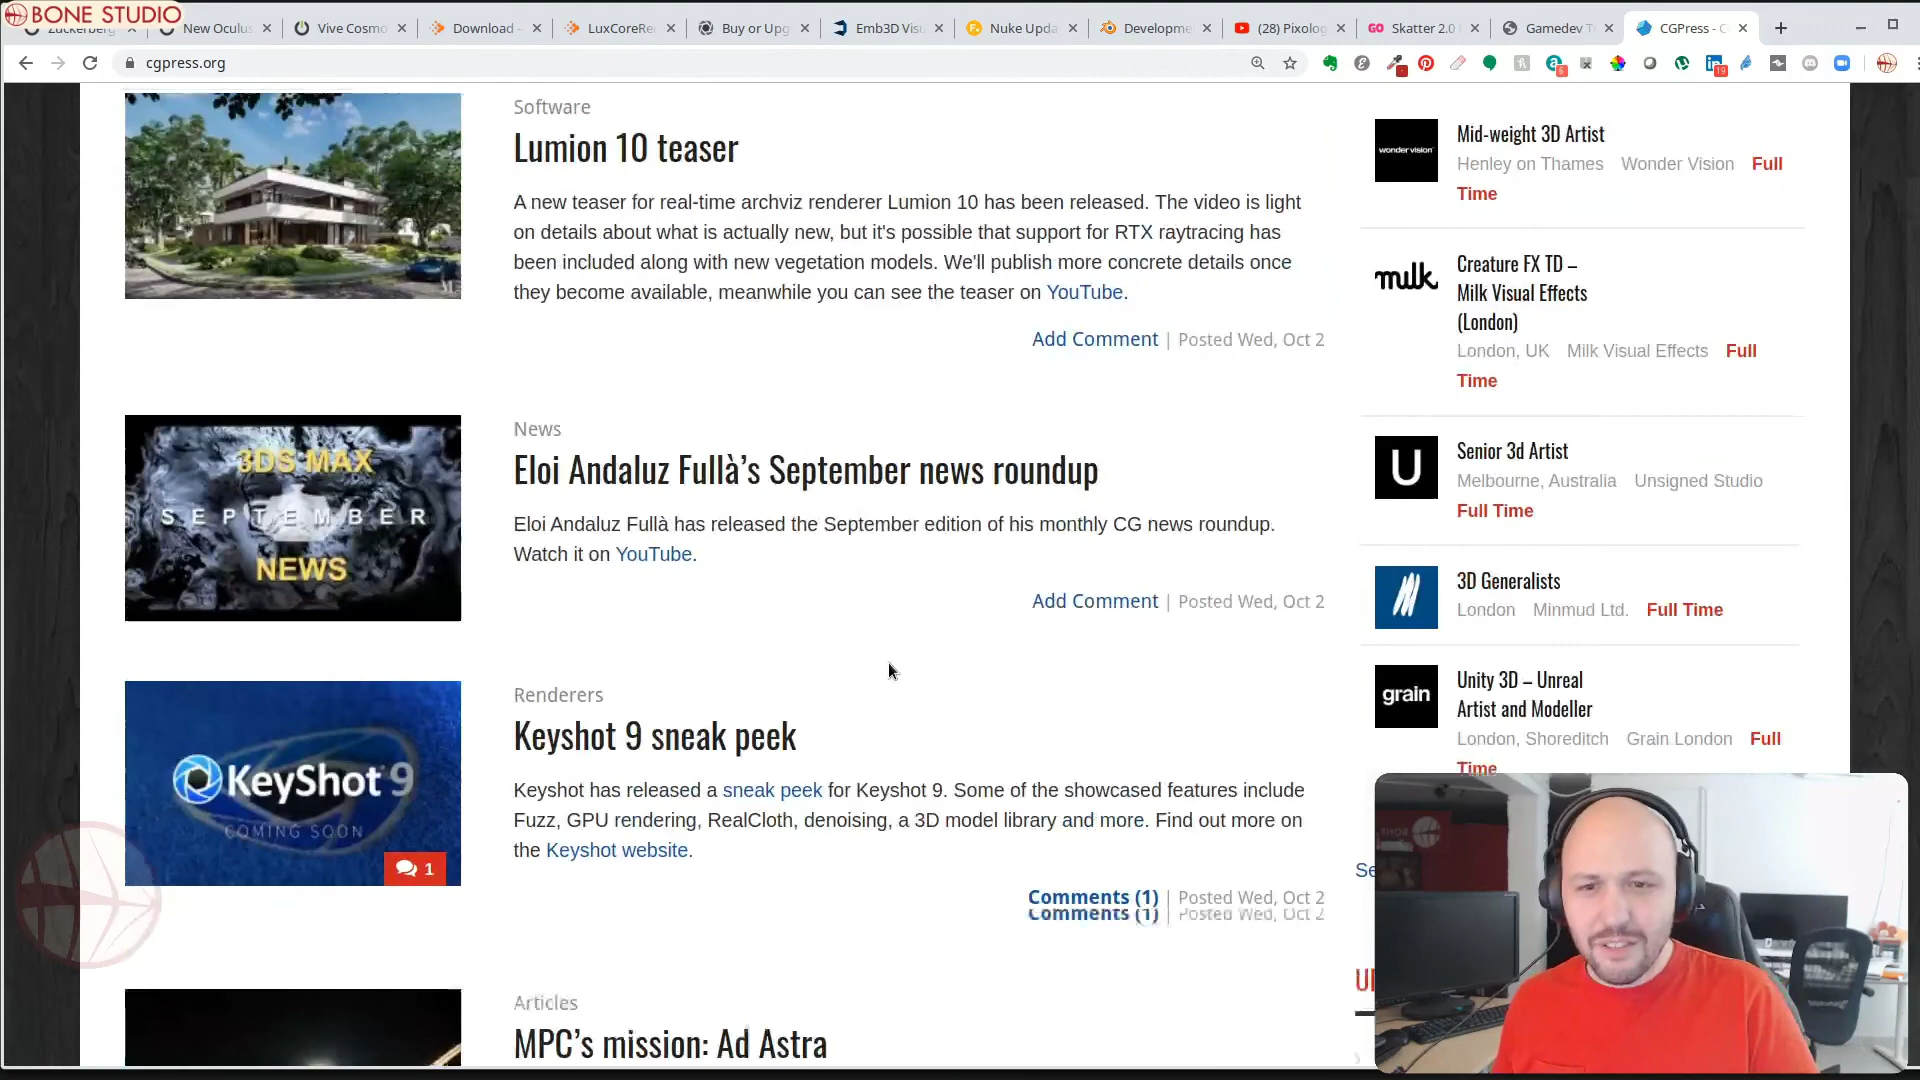 BONE STUDIO
Zuckerberg
New Oculus
Vive Cosmo
Download -
LuxCoreRe
Buy or Upg
Emb3D Visu
Nuke Upda
Developme
(28) Pixolog
Skatter 2.0
Gamedev T
CGPress - C
cgpress.org
Software
Lumion 10 teaser
A new teaser for real-time archviz renderer Lumion 10 has been released. The video is light
on details about what is actually new, but it's possible that support for RTX raytracing has
been included along with new vegetation models. We'll publish more concrete details once
they become available, meanwhile you can see the teaser on YouTube.
Add Comment | Posted Wed, Oct 2
3DS MAX
SEPTEMBER
NEWS
News
Eloi Andaluz Fullà’s September news roundup
Eloi Andaluz Fullà has released the September edition of his monthly CG news roundup.
Watch it on YouTube.
Add Comment | Posted Wed, Oct 2
KeyShot 9
COMING SOON
1
Renderers
Keyshot 9 sneak peek
Keyshot has released a sneak peek for Keyshot 9. Some of the showcased features include
Fuzz, GPU rendering, RealCloth, denoising, a 3D model library and more. Find out more on
the Keyshot website.
Comments (1) | Posted Wed, Oct 2
Comments (1) | Posted Wed, Oct 2
Articles
MPC’s mission: Ad Astra
wonder vision
Mid-weight 3D Artist
Henley on Thames Wonder Vision Full
Time
milk
Creature FX TD –
Milk Visual Effects
(London)
London, UK Milk Visual Effects Full
Time
U
Senior 3d Artist
Melbourne, Australia Unsigned Studio
Full Time
3D Generalists
London Minmud Ltd. Full Time
grain
Unity 3D – Unreal
Artist and Modeller
London, Shoreditch Grain London Full
Time
Se